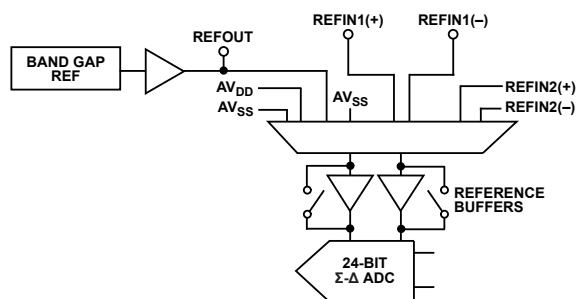 REFIN1(+)
REFIN1(–)
REFOUT
BAND GAP
REF
AVDD
AVSS
AVSS
REFIN2(+)
REFIN2(–)
REFERENCE
BUFFERS
24-BIT
Σ-Δ ADC